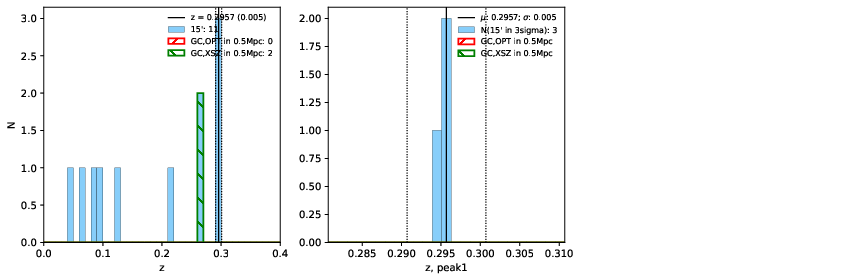 z = 0.2957 (0.005)
15': 11
GC,OPT in 0.5Mpc: 0
GC,XSZ in 0.5Mpc: 2
3.0
2.5
2.0
1.5
1.0
0.5
0.0
N
0.0 0.1 0.2 0.3 0.4
z
μ: 0.2957; σ: 0.005
N(15' in 3sigma): 3
GC,OPT in 0.5Mpc
GC,XSZ in 0.5Mpc
2.00
1.75
1.50
1.25
1.00
0.75
0.50
0.25
0.00
0.285 0.290 0.295 0.300 0.305 0.310
z, peak1